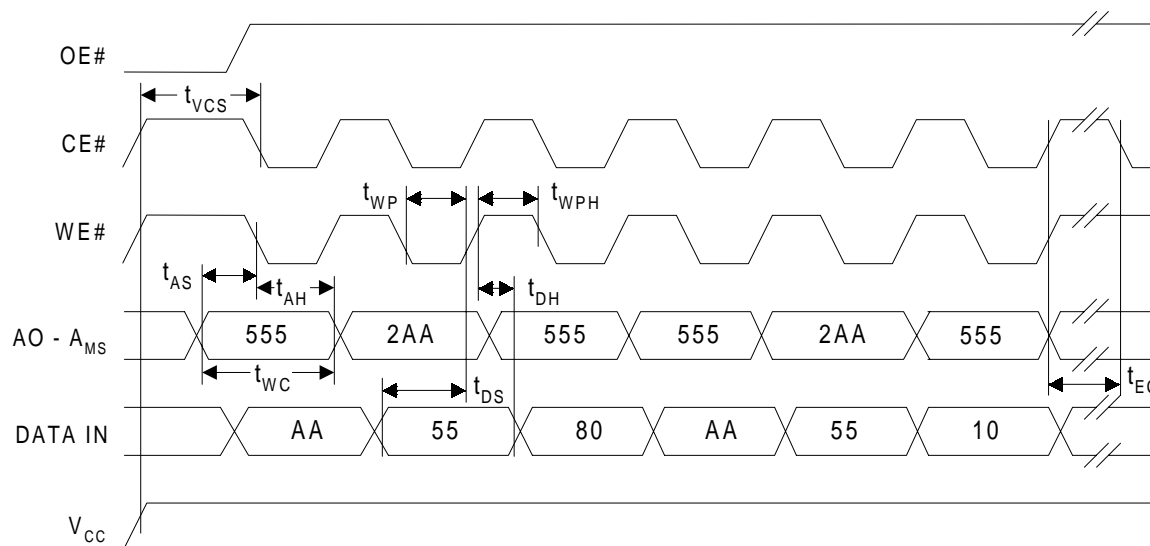 OE#
t_VCS
CE#
t_WP t_WPH
WE#
t_AS t_AH t_DH
AO - A_MS 555 2AA 555 555 2AA 555
t_WC t_DS t_EC
DATA IN AA 55 80 AA 55 10
V_CC